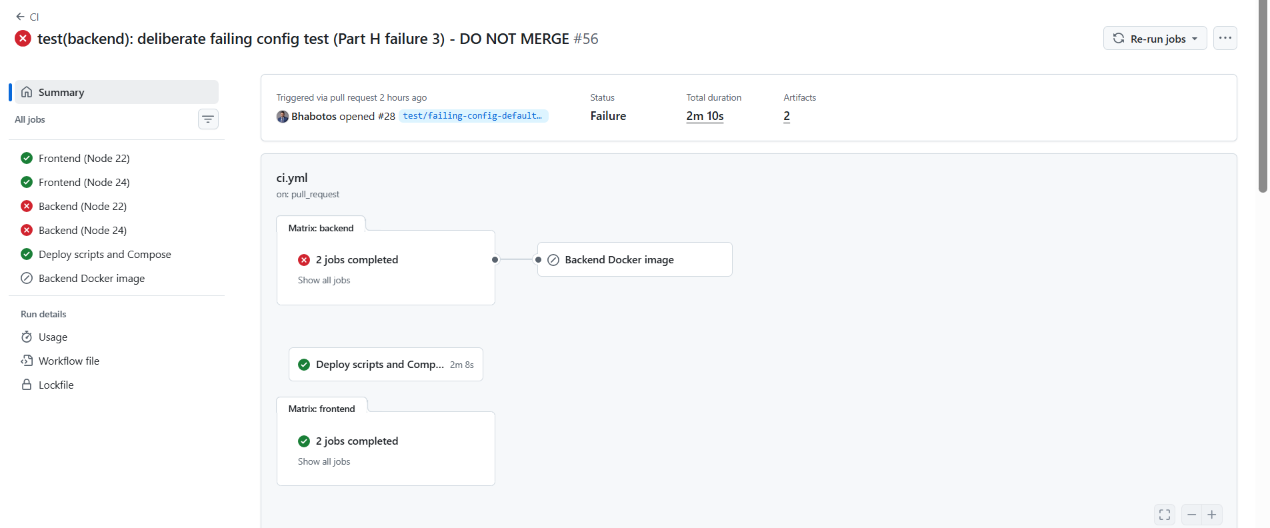 CI
test(backend): deliberate failing config test (Part H failure 3) - DO NOT MERGE #56
Re-run jobs
Summary
All jobs
Frontend (Node 22)
Frontend (Node 24)
Backend (Node 22)
Backend (Node 24)
Deploy scripts and Compose
Backend Docker image
Run details
Usage
Workflow file
Lockfile
Triggered via pull request 2 hours ago
Bhabotos opened #28 test/failing-config-default…
Status
Failure
Total duration
2m 10s
Artifacts
2
ci.yml
on: pull_request
Matrix: backend
2 jobs completed
Show all jobs
Backend Docker image
Deploy scripts and Comp… 2m 8s
Matrix: frontend
2 jobs completed
Show all jobs